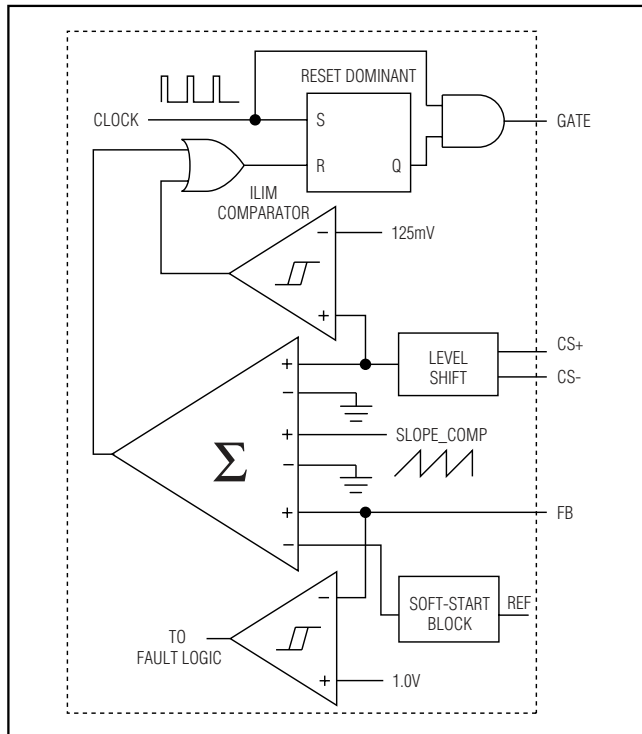 RESET DOMINANT
CLOCK
S
GATE
R
Q
ILIM
COMPARATOR
−
125mV
+
CS+
LEVEL
SHIFT
+
CS-
−
Σ
+
SLOPE_COMP
−
+
FB
−
SOFT-START
BLOCK
REF
−
TO
FAULT LOGIC
+
1.0V